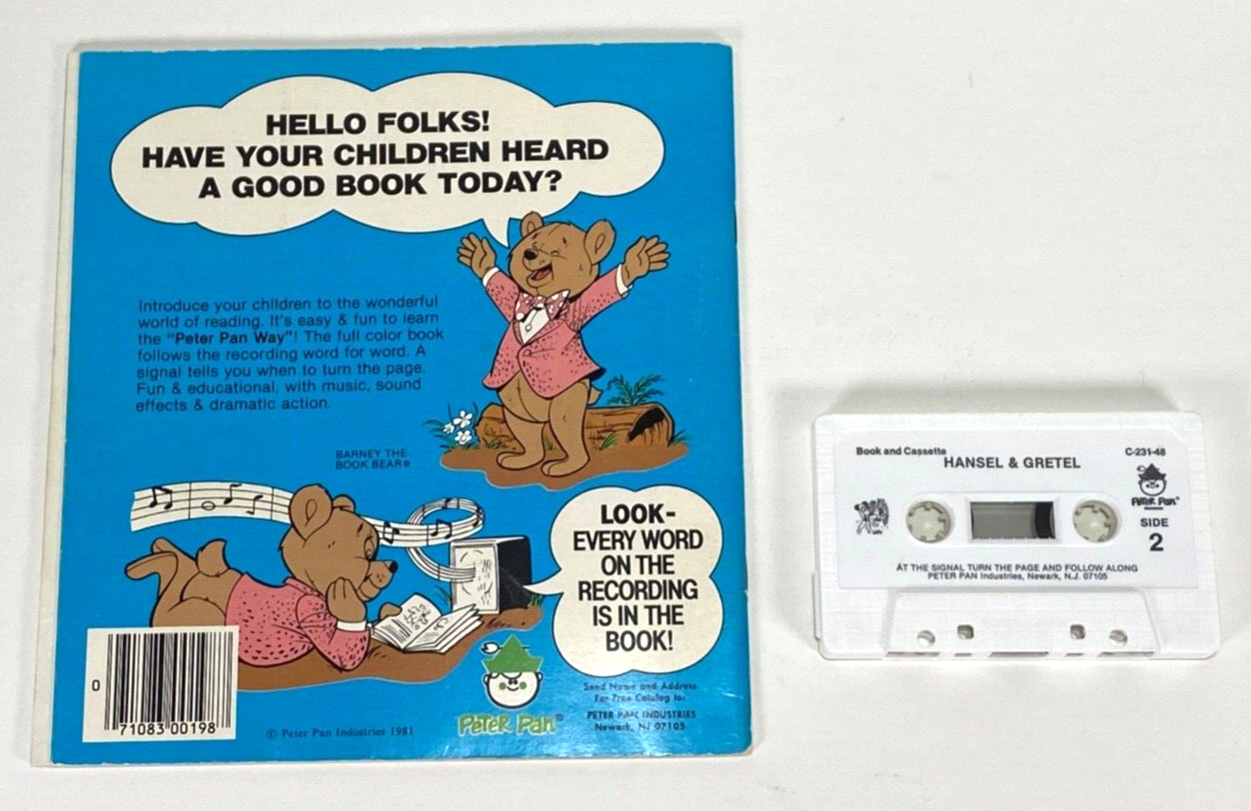 HELLO FOLKS!
HAVE YOUR CHILDREN HEARD
A GOOD BOOK TODAY?
Introduce your children to the wonderful
world of reading. It's easy & fun to learn
the "Peter Pan Way"! The full color book
follows the recording word for word. A
signal tells you when to turn the page.
Fun & educational, with music, sound
effects & dramatic action.
BARNEY THE
BOOK BEAR®
LOOK-
EVERY WORD
ON THE
RECORDING
IS IN THE
BOOK!
0
71083 00198
© Peter Pan Industries 1981
Peter Pan®
Send Name and Address
For Free Catalog to:
PETER PAN INDUSTRIES
Newark, NJ 07105
Book and Cassette
C-231-48
HANSEL & GRETEL
Peter Pan®
SIDE
2
AT THE SIGNAL TURN THE PAGE AND FOLLOW ALONG
PETER PAN Industries, Newark, N.J. 07105